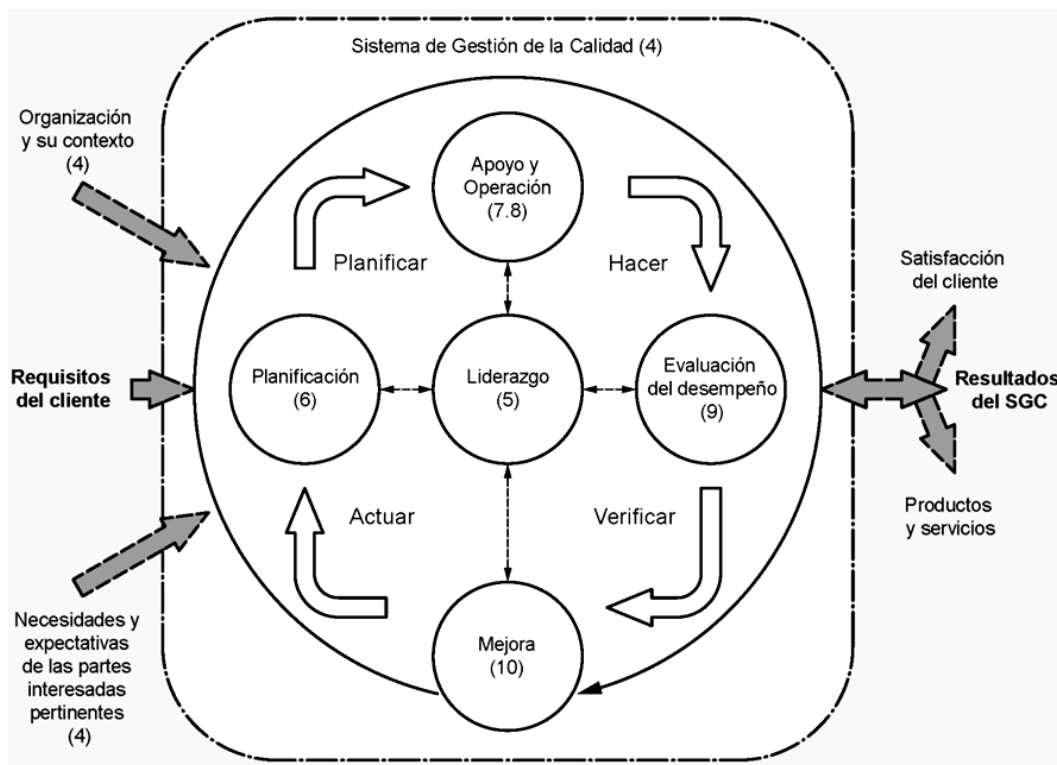 Sistema de Gestión de la Calidad (4)
Organización
y su contexto
(4)
Apoyo y
Operación
(7.8)
Planificar
Hacer
Satisfacción
del cliente
Requisitos
del cliente
Planificación
(6)
Liderazgo
(5)
Evaluación
del desempeño
(9)
Resultados
del SGC
Actuar
Verificar
Productos
y servicios
Necesidades y
expectativas
de las partes
interesadas
pertinentes
(4)
Mejora
(10)